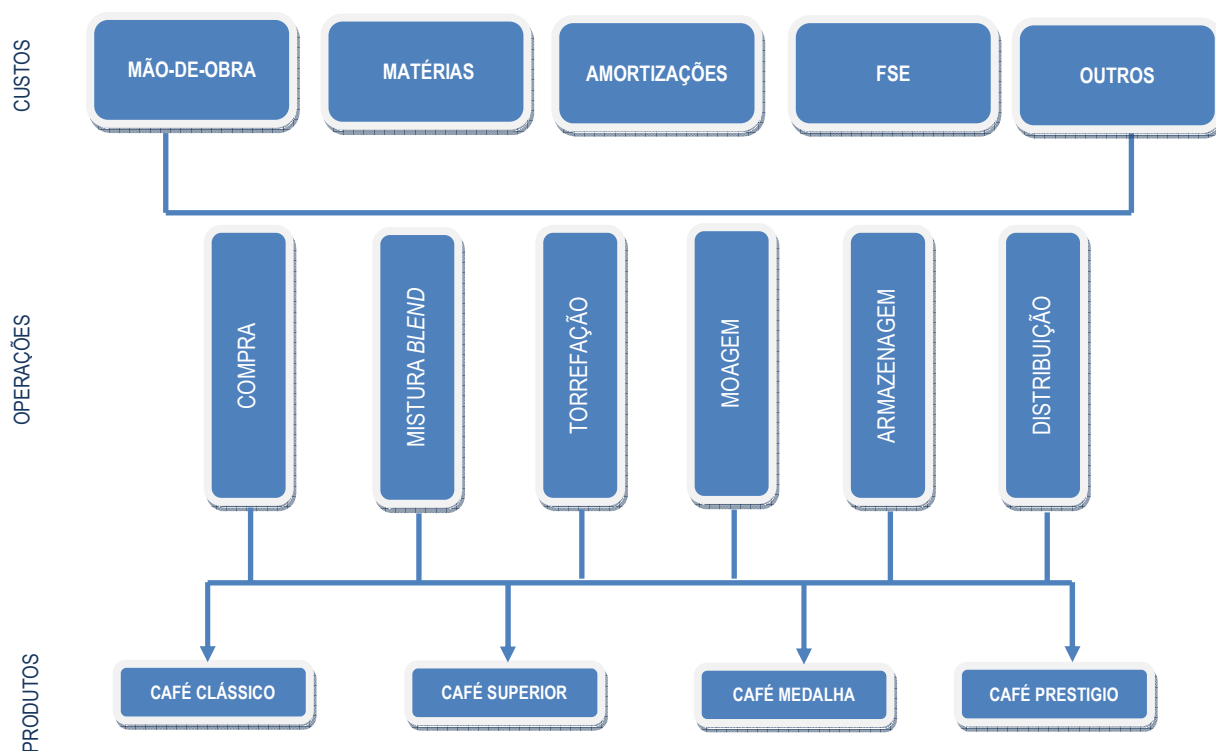 CUSTOS
MÃO-DE-OBRA
MATÉRIAS
AMORTIZAÇÕES
FSE
OUTROS
OPERAÇÕES
COMPRA
MISTURA BLEND
TORREFAÇÃO
MOAGEM
ARMAZENAGEM
DISTRIBUIÇÃO
PRODUTOS
CAFÉ CLÁSSICO
CAFÉ SUPERIOR
CAFÉ MEDALHA
CAFÉ PRESTIGIO